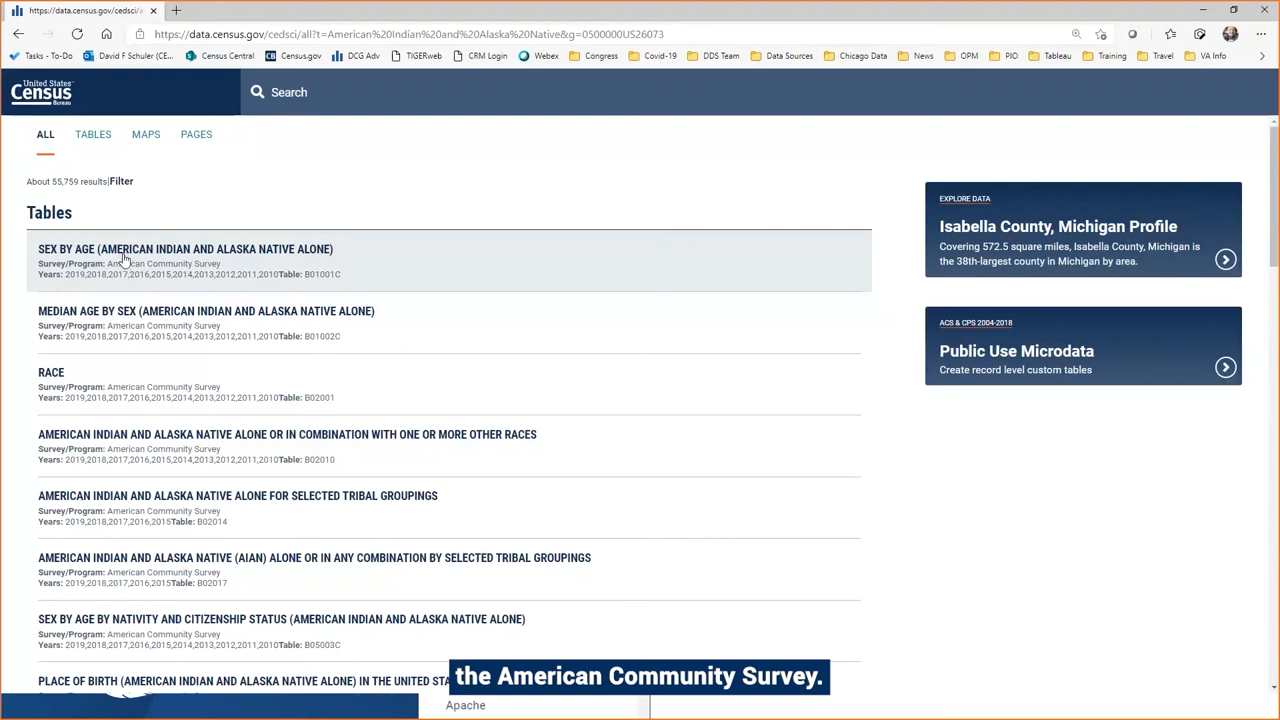 https://data.census.gov/cedsci/a
https://data.census.gov/cedsci/all?t=American%20Indian%20and%20Alaska%20Native&g=0500000US26073
Tasks - To-Do
David F Schuler (CE...
Census Central
Census.gov
DCG Adv
TIGERweb
CRM Login
Webex
Congress
Covid-19
DDS Team
Data Sources
Chicago Data
News
OPM
PIO
Tableau
Training
Travel
VA Info
United States
Census
Bureau
Search
ALL
TABLES
MAPS
PAGES
About 55,759 results|Filter
Tables
SEX BY AGE (AMERICAN INDIAN AND ALASKA NATIVE ALONE)
Survey/Program: American Community Survey
Years: 2019,2018,2017,2016,2015,2014,2013,2012,2011,2010Table: B01001C
MEDIAN AGE BY SEX (AMERICAN INDIAN AND ALASKA NATIVE ALONE)
Survey/Program: American Community Survey
Years: 2019,2018,2017,2016,2015,2014,2013,2012,2011,2010Table: B01002C
RACE
Survey/Program: American Community Survey
Years: 2019,2018,2017,2016,2015,2014,2013,2012,2011,2010Table: B02001
AMERICAN INDIAN AND ALASKA NATIVE ALONE OR IN COMBINATION WITH ONE OR MORE OTHER RACES
Survey/Program: American Community Survey
Years: 2019,2018,2017,2016,2015,2014,2013,2012,2011,2010Table: B02010
AMERICAN INDIAN AND ALASKA NATIVE ALONE FOR SELECTED TRIBAL GROUPINGS
Survey/Program: American Community Survey
Years: 2019,2018,2017,2016,2015Table: B02014
AMERICAN INDIAN AND ALASKA NATIVE (AIAN) ALONE OR IN ANY COMBINATION BY SELECTED TRIBAL GROUPINGS
Survey/Program: American Community Survey
Years: 2019,2018,2017,2016,2015Table: B02017
SEX BY AGE BY NATIVITY AND CITIZENSHIP STATUS (AMERICAN INDIAN AND ALASKA NATIVE ALONE)
Survey/Program: American Community Survey
Years: 2019,2018,2017,2016,2015,2014,2013,2012,2011,2010Table: B05003C
PLACE OF BIRTH (AMERICAN INDIAN AND ALASKA NATIVE ALONE) IN THE UNITED STA
EXPLORE DATA
Isabella County, Michigan Profile
Covering 572.5 square miles, Isabella County, Michigan is
the 38th-largest county in Michigan by area.
ACS & CPS 2004-2018
Public Use Microdata
Create record level custom tables
the American Community Survey.
Apache